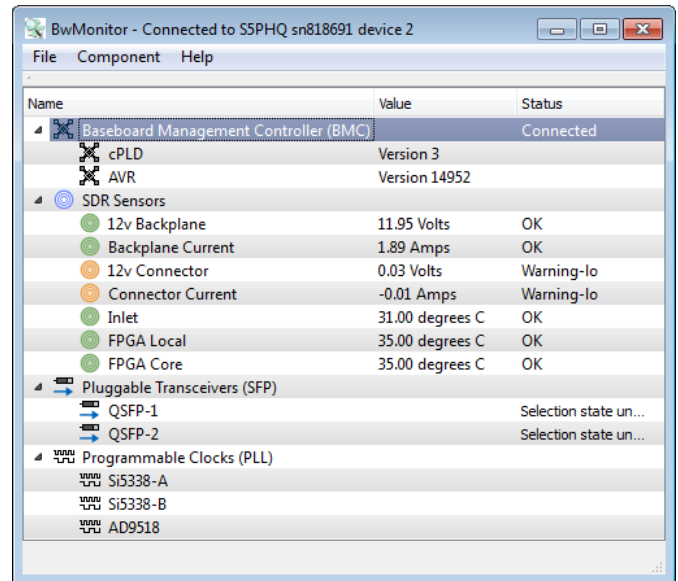 BwMonitor - Connected to S5PHQ sn818691 device 2
File Component Help
Name Value Status
Baseboard Management Controller (BMC) Connected
cPLD Version 3
AVR Version 14952
SDR Sensors
12v Backplane 11.95 Volts OK
Backplane Current 1.89 Amps OK
12v Connector 0.03 Volts Warning-lo
Connector Current -0.01 Amps Warning-lo
Inlet 31.00 degrees C OK
FPGA Local 35.00 degrees C OK
FPGA Core 35.00 degrees C OK
Pluggable Transceivers (SFP)
QSFP-1 Selection state un...
QSFP-2 Selection state un...
Programmable Clocks (PLL)
Si5338-A
Si5338-B
AD9518